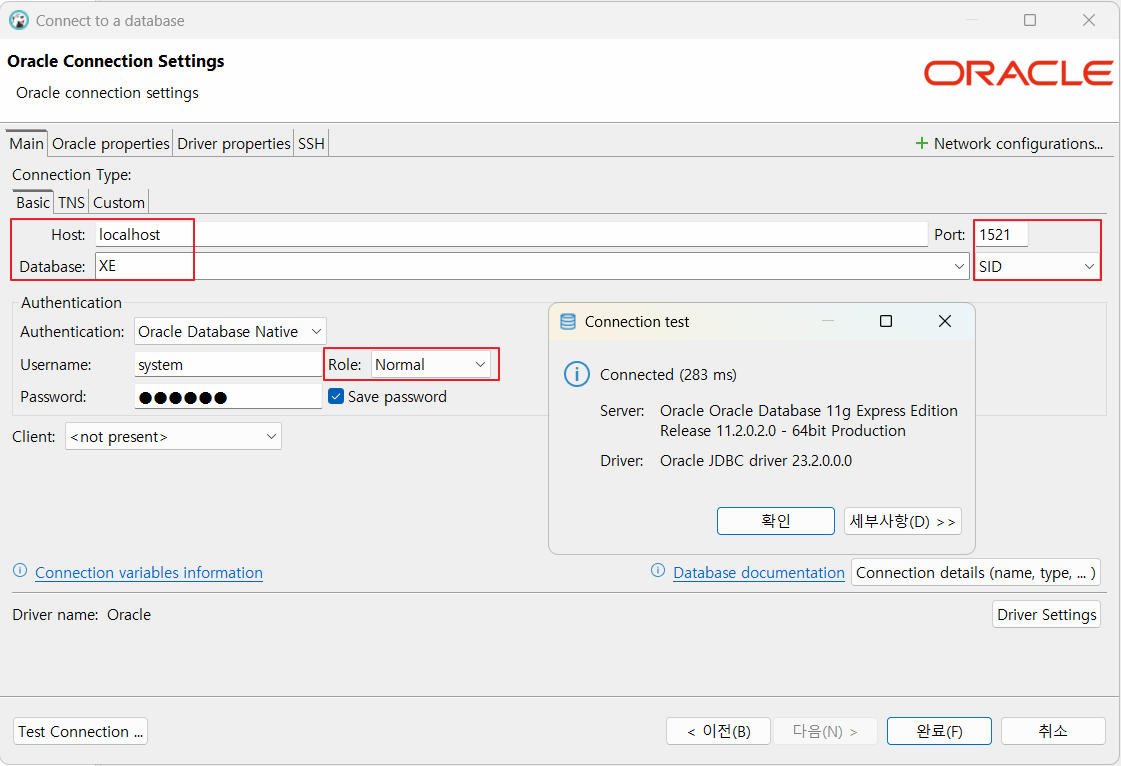 Connect to a database
Oracle Connection Settings
Oracle connection settings
ORACLE
Main Oracle properties Driver properties SSH
Network configurations...
Connection Type:
Basic TNS Custom
Host: localhost Port: 1521
Database: XE SID
Authentication
Authentication: Oracle Database Native
Username: system Role: Normal
Password: ●●●●●● Save password
Client: <not present>
Connection test
Connected (283 ms)
Server: Oracle Oracle Database 11g Express Edition
Release 11.2.0.2.0 - 64bit Production
Driver: Oracle JDBC driver 23.2.0.0.0
확인 세부사항(D) >>
Connection variables information
Database documentation Connection details (name, type, ... )
Driver name: Oracle Driver Settings
Test Connection ... < 이전(B) 다음(N) > 완료(F) 취소